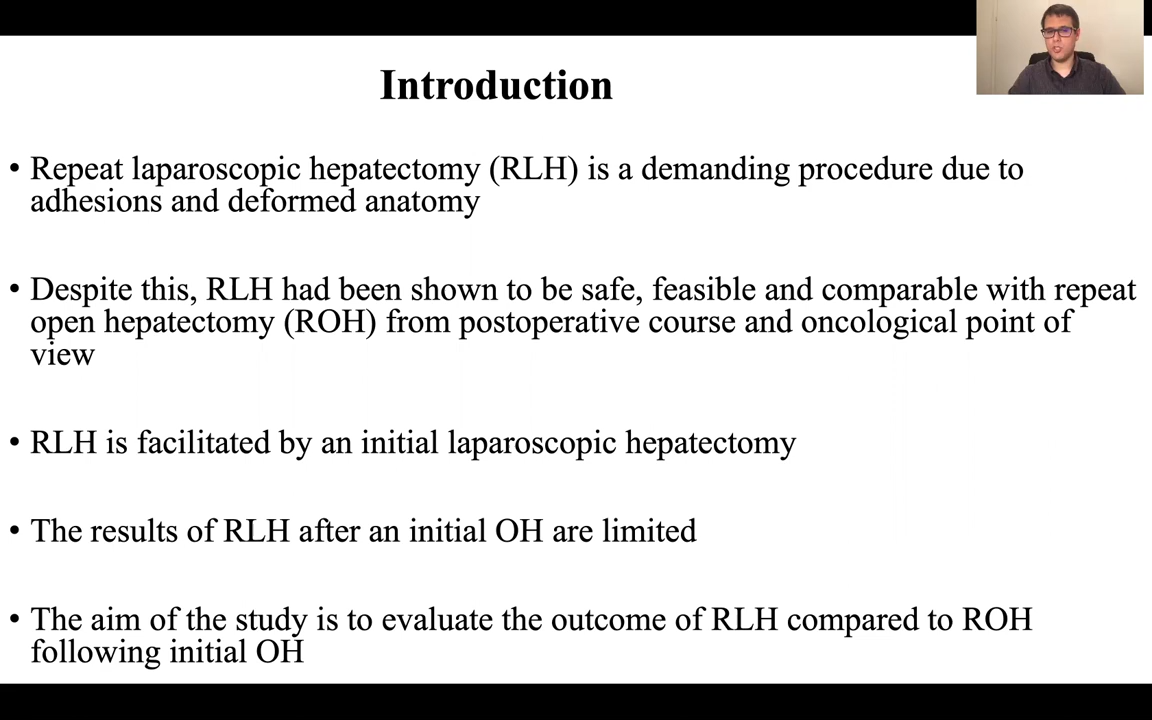 Introduction
• Repeat laparoscopic hepatectomy (RLH) is a demanding procedure due to
adhesions and deformed anatomy
• Despite this, RLH had been shown to be safe, feasible and comparable with repeat
open hepatectomy (ROH) from postoperative course and oncological point of
view
• RLH is facilitated by an initial laparoscopic hepatectomy
• The results of RLH after an initial OH are limited
• The aim of the study is to evaluate the outcome of RLH compared to ROH
following initial OH